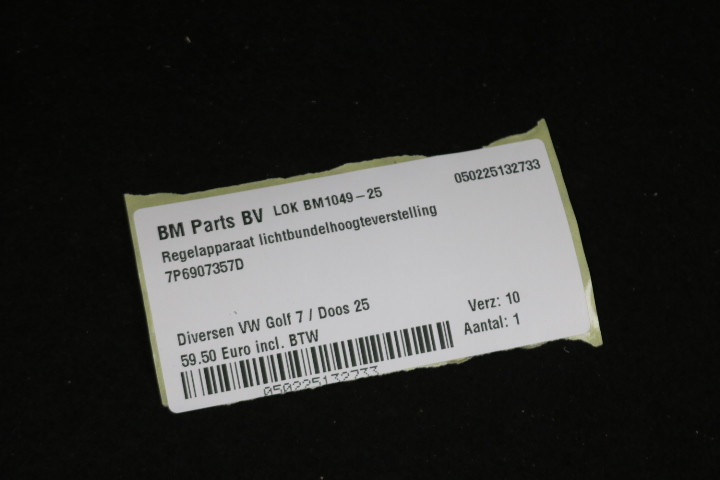 BM Parts BV LOK BM1049-25 050225132733
Regelapparaat lichtbundelhoogteverstelling
7P6907357D
Diversen VW Golf 7 / Doos 25 Verz: 10
59.50 Euro incl. BTW Aantal: 1
050225132733